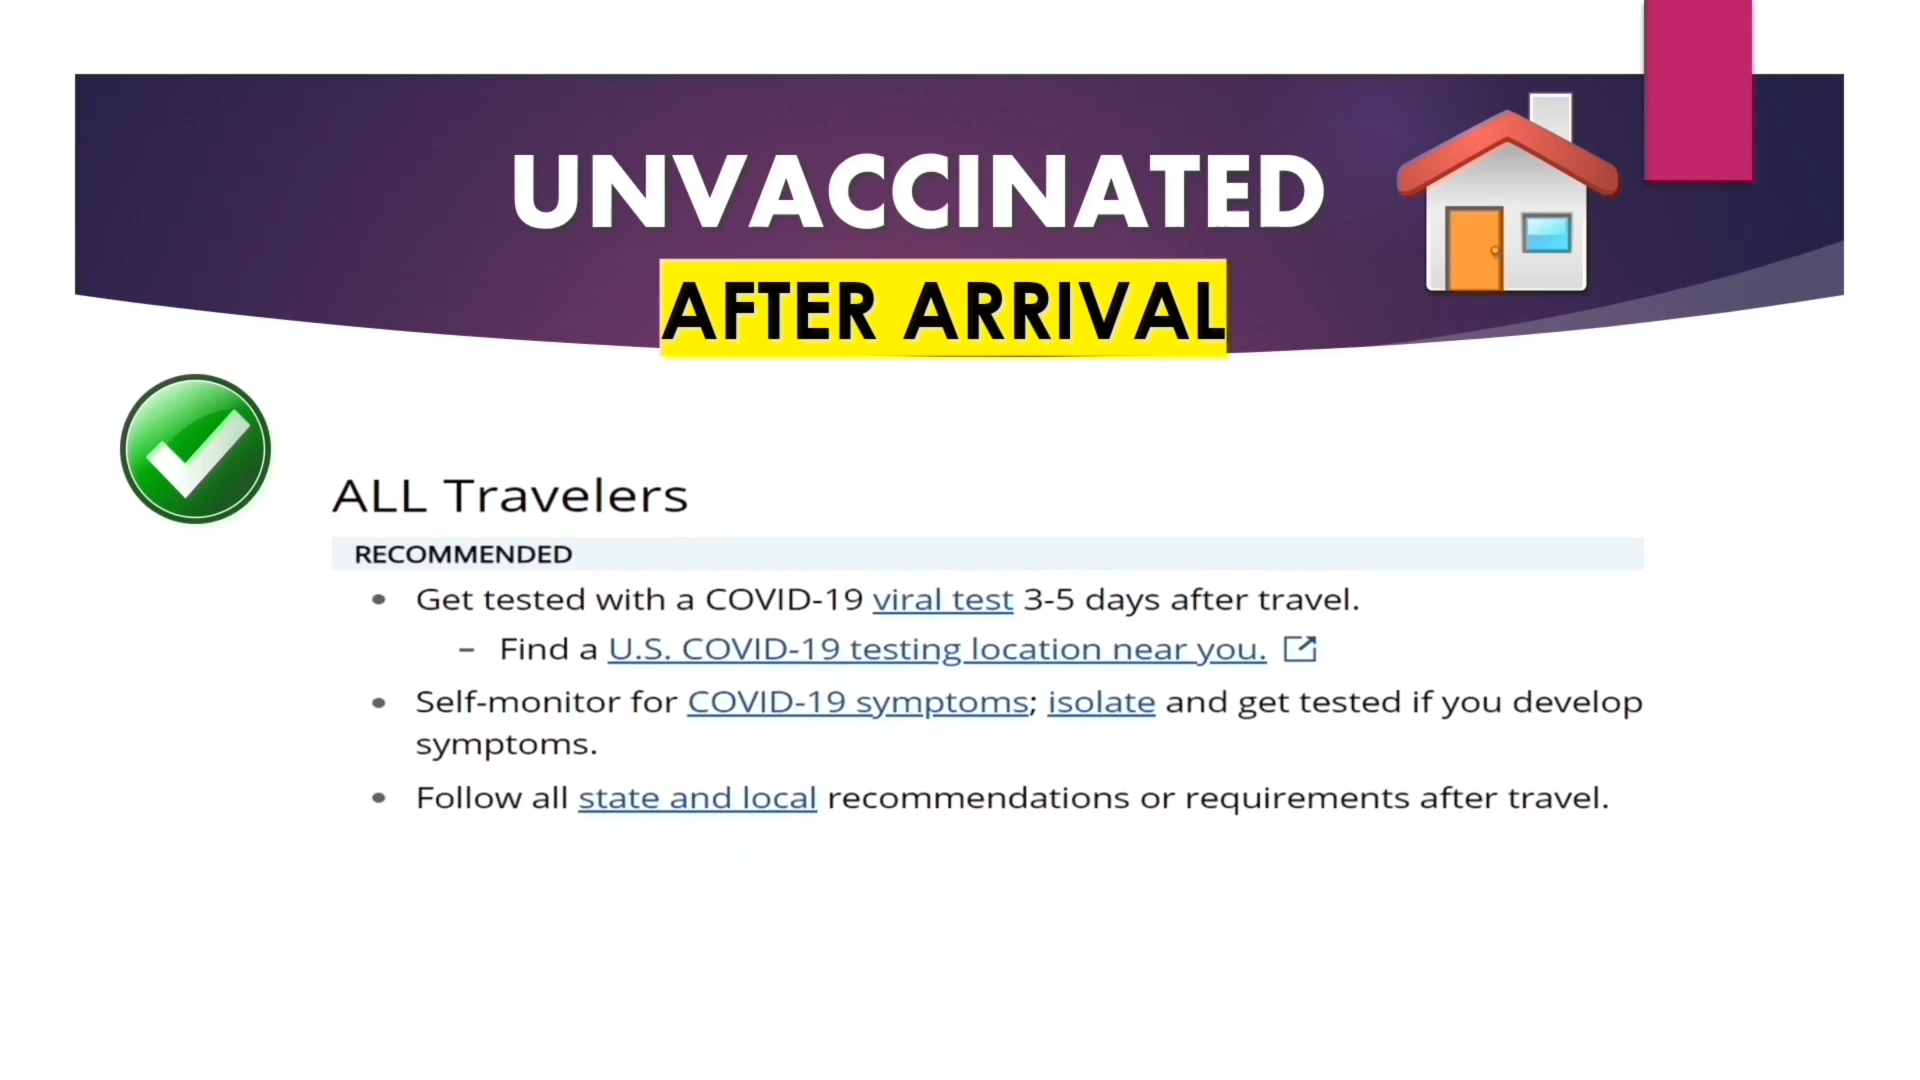 UNVACCINATED
AFTER ARRIVAL
ALL Travelers
RECOMMENDED
• Get tested with a COVID-19 viral test 3-5 days after travel.
– Find a U.S. COVID-19 testing location near you.
• Self-monitor for COVID-19 symptoms; isolate and get tested if you develop
symptoms.
• Follow all state and local recommendations or requirements after travel.